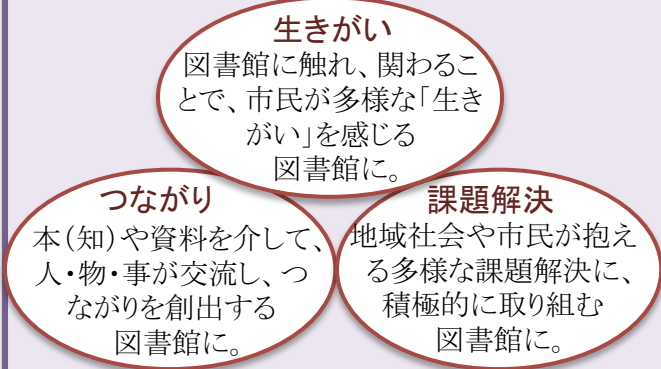 生きがい
図書館に触れ、関わるこ
とで、市民が多様な「生き
がい」を感じる
図書館に。
つながり
本(知)や資料を介して、
人・物・事が交流し、つ
ながりを創出する
図書館に。
課題解決
地域社会や市民が抱え
る多様な課題解決に、
積極的に取り組む
図書館に。